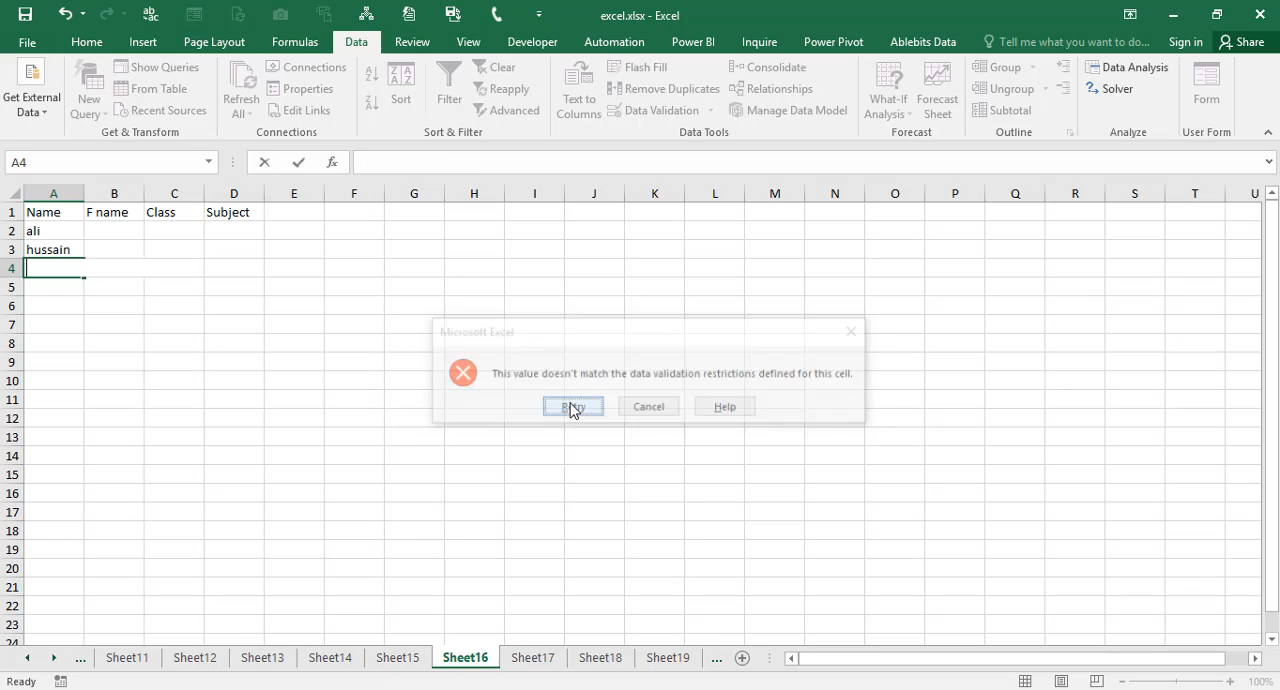 excel.xlsx - Excel
File Home Insert Page Layout Formulas Data Review View Developer Automation Power BI Inquire Power Pivot Ablebits Data Tell me what you want to do... Sign in Share
Get External Data
New Query
Show Queries
From Table
Recent Sources
Get & Transform
Refresh All
Connections
Properties
Edit Links
Connections
Sort
Filter
Clear
Reapply
Advanced
Sort & Filter
Text to Columns
Flash Fill
Remove Duplicates
Data Validation
Consolidate
Relationships
Manage Data Model
Data Tools
What-If Analysis
Forecast Sheet
Forecast
Group
Ungroup
Subtotal
Outline
Data Analysis
Solver
Analyze
Form
User Form
A4 fx
A B C D E F G H I J K L M N O P Q R S T U
1 Name F name Class Subject
2 ali
3 hussain
4
5
6
7
8
9
10
11
12
13
14
15
16
17
18
19
20
21
22
23
24
Microsoft Excel
This value doesn't match the data validation restrictions defined for this cell.
Retry Cancel Help
... Sheet11 Sheet12 Sheet13 Sheet14 Sheet15 Sheet16 Sheet17 Sheet18 Sheet19 ...
Ready 100%